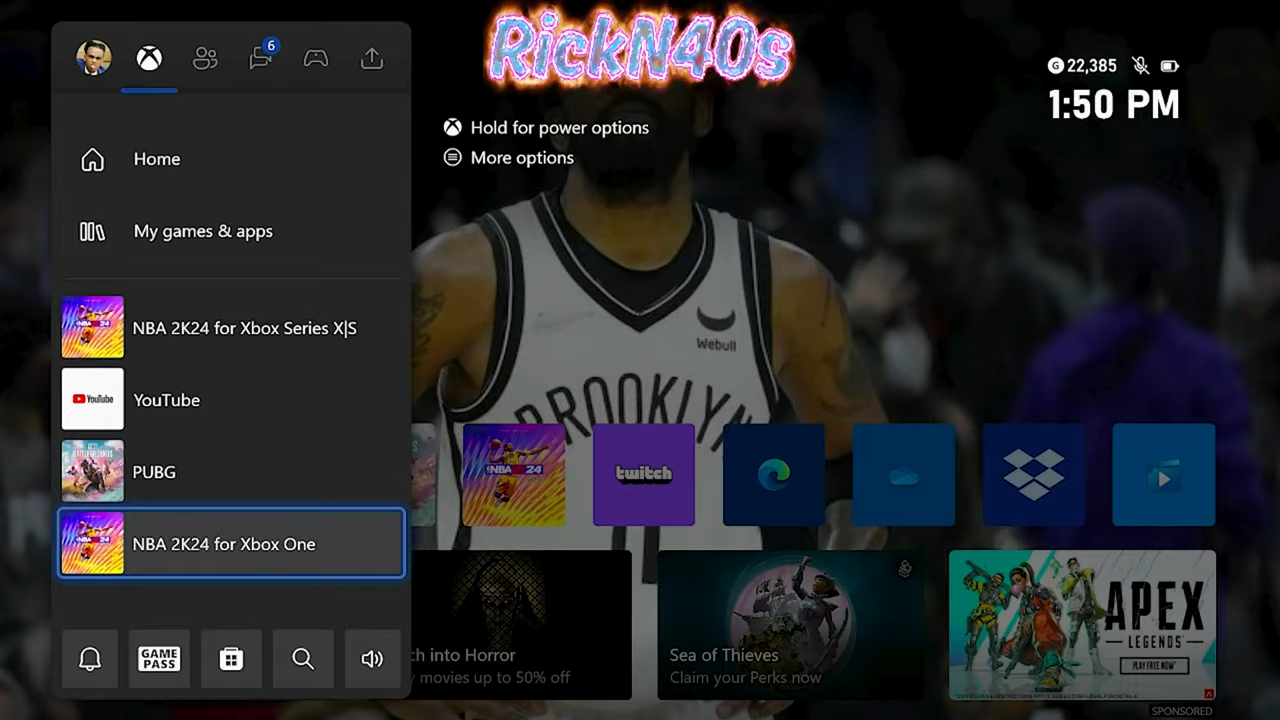 RickN40s
6
22,385
1:50 PM
Hold for power options
More options
Home
My games & apps
NBA 2K24 for Xbox Series X|S
YouTube
YouTube
PUBG
NBA 2K24 for Xbox One
GAME
PASS
Webull
BROOKLYN
twitch
ch into Horror
movies up to 50% off
Sea of Thieves
Claim your Perks now
APEX
LEGENDS
PLAY FREE NOW
SPONSORED